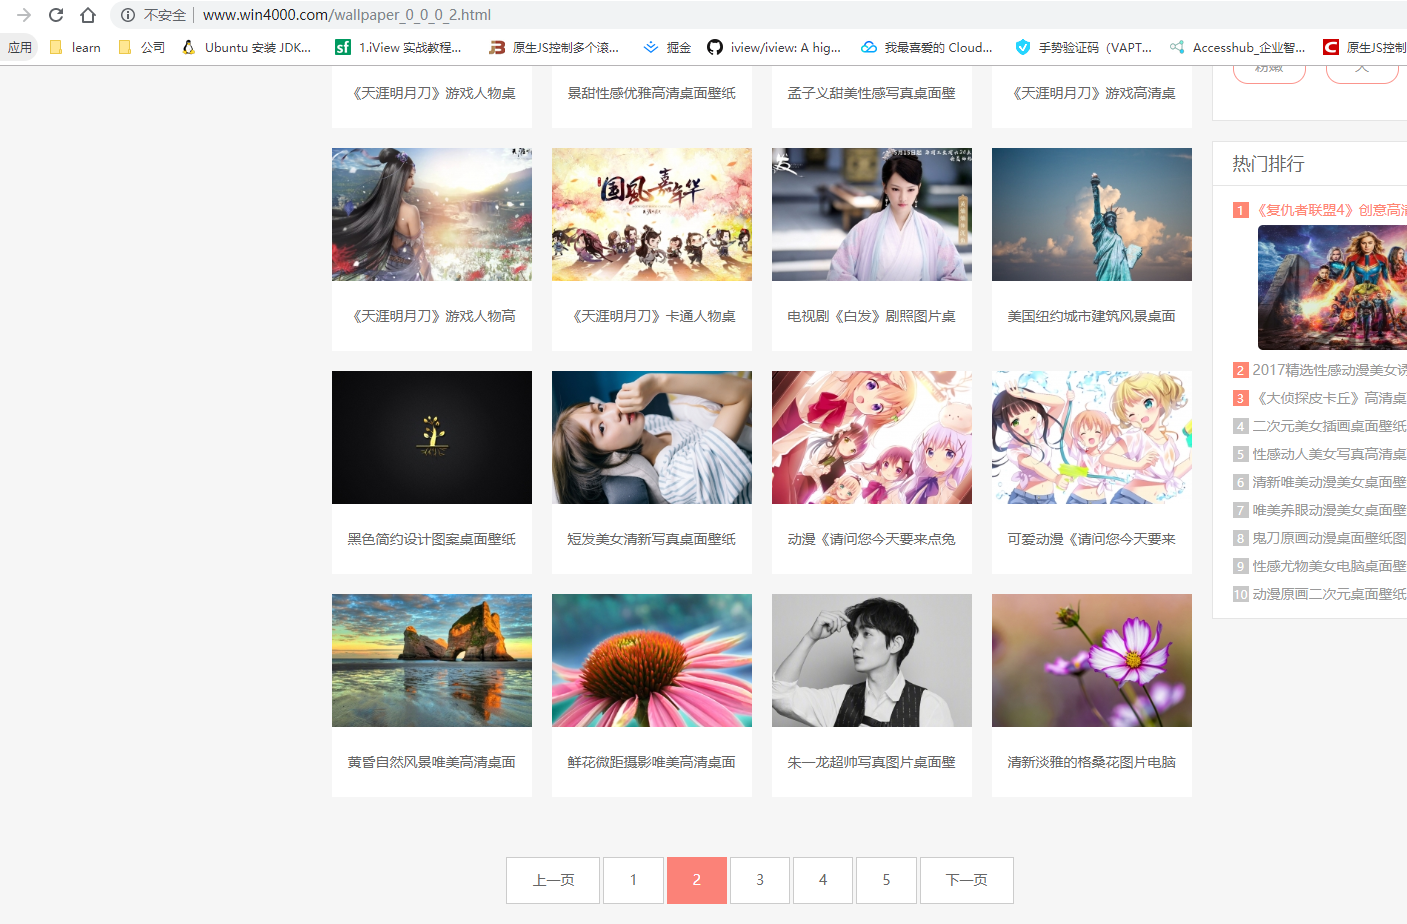 不安全 www.win4000.com/wallpaper_0_0_0_2.html
应用 learn 公司 Ubuntu 安装 JDK... 1.iView 实战教程... 原生JS控制多个滚... 掘金 iview/iview: A hig... 我最喜爱的 Cloud... 手势验证码（VAPT... Accesshub_企业智... 原生JS控制
《天涯明月刀》游戏人物桌 景甜性感优雅高清桌面壁纸 孟子义甜美性感写真桌面壁 《天涯明月刀》游戏高清桌
国风嘉年华
《天涯明月刀》游戏人物高 《天涯明月刀》卡通人物桌 电视剧《白发》剧照图片桌 美国纽约城市建筑风景桌面
黑色简约设计图案桌面壁纸 短发美女清新写真桌面壁纸 动漫《请问您今天要来点兔 可爱动漫《请问您今天要来
黄昏自然风景唯美高清桌面 鲜花微距摄影唯美高清桌面 朱一龙超帅写真图片桌面壁 清新淡雅的格桑花图片电脑
上一页 1 2 3 4 5 下一页
热门排行
1 《复仇者联盟4》创意高清
2 2017精选性感动漫美女诱
3 《大侦探皮卡丘》高清桌
4 二次元美女插画桌面壁纸
5 性感动人美女写真高清桌
6 清新唯美动漫美女桌面壁
7 唯美养眼动漫美女桌面壁
8 鬼刀原画动漫桌面壁纸图
9 性感尤物美女电脑桌面壁
10 动漫原画二次元桌面壁纸